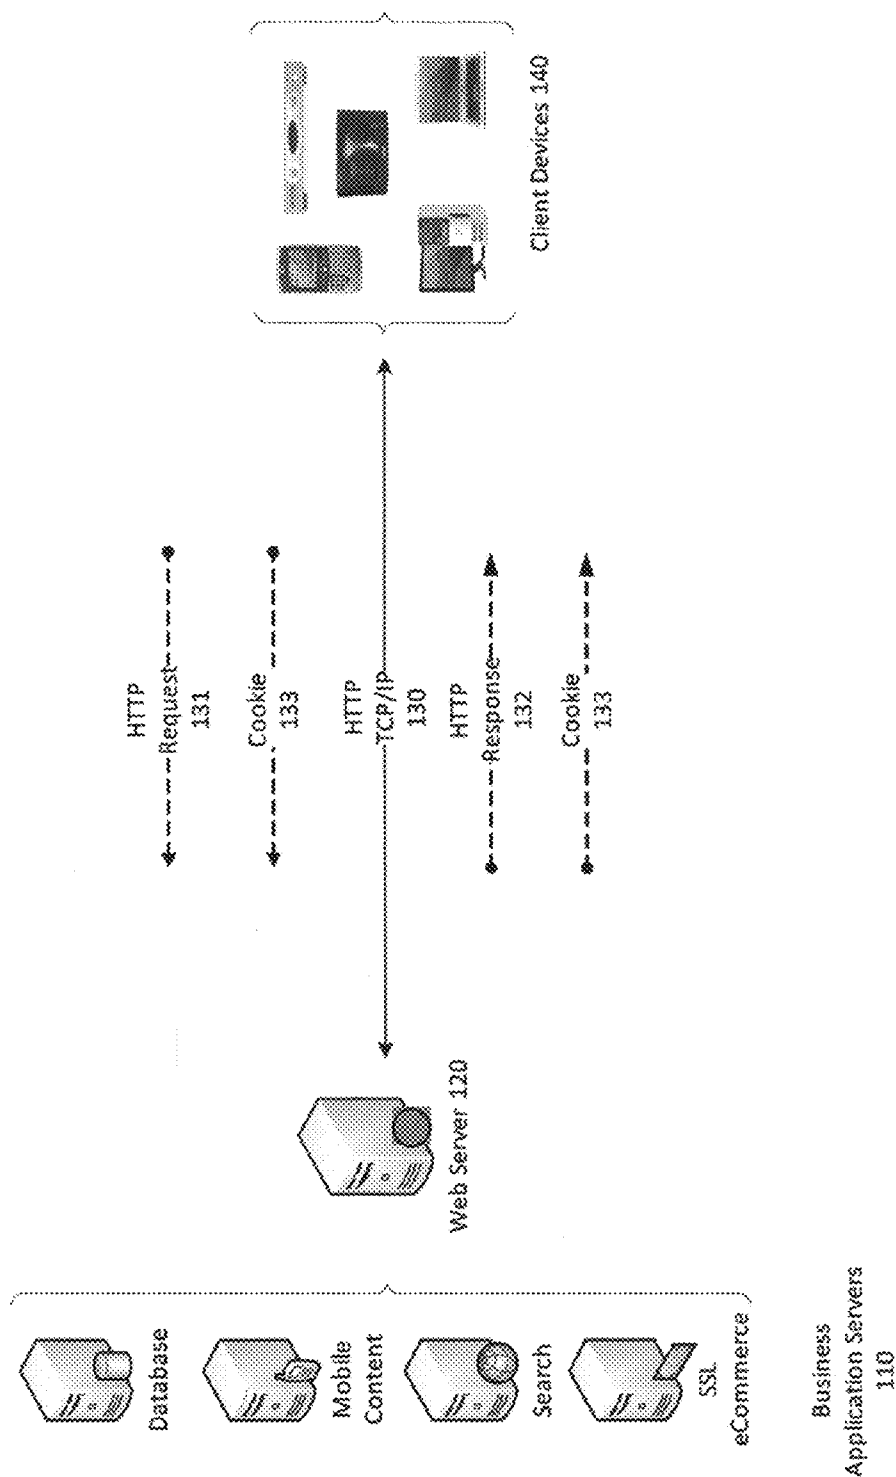 Database
Mobile
Content
Search
SSL
eCommerce
Business
Application Servers
110
Web Server 120
HTTP
Request
131
Cookie
133
HTTP
TCP/IP
130
HTTP
Response
132
Cookie
133
Client Devices 140